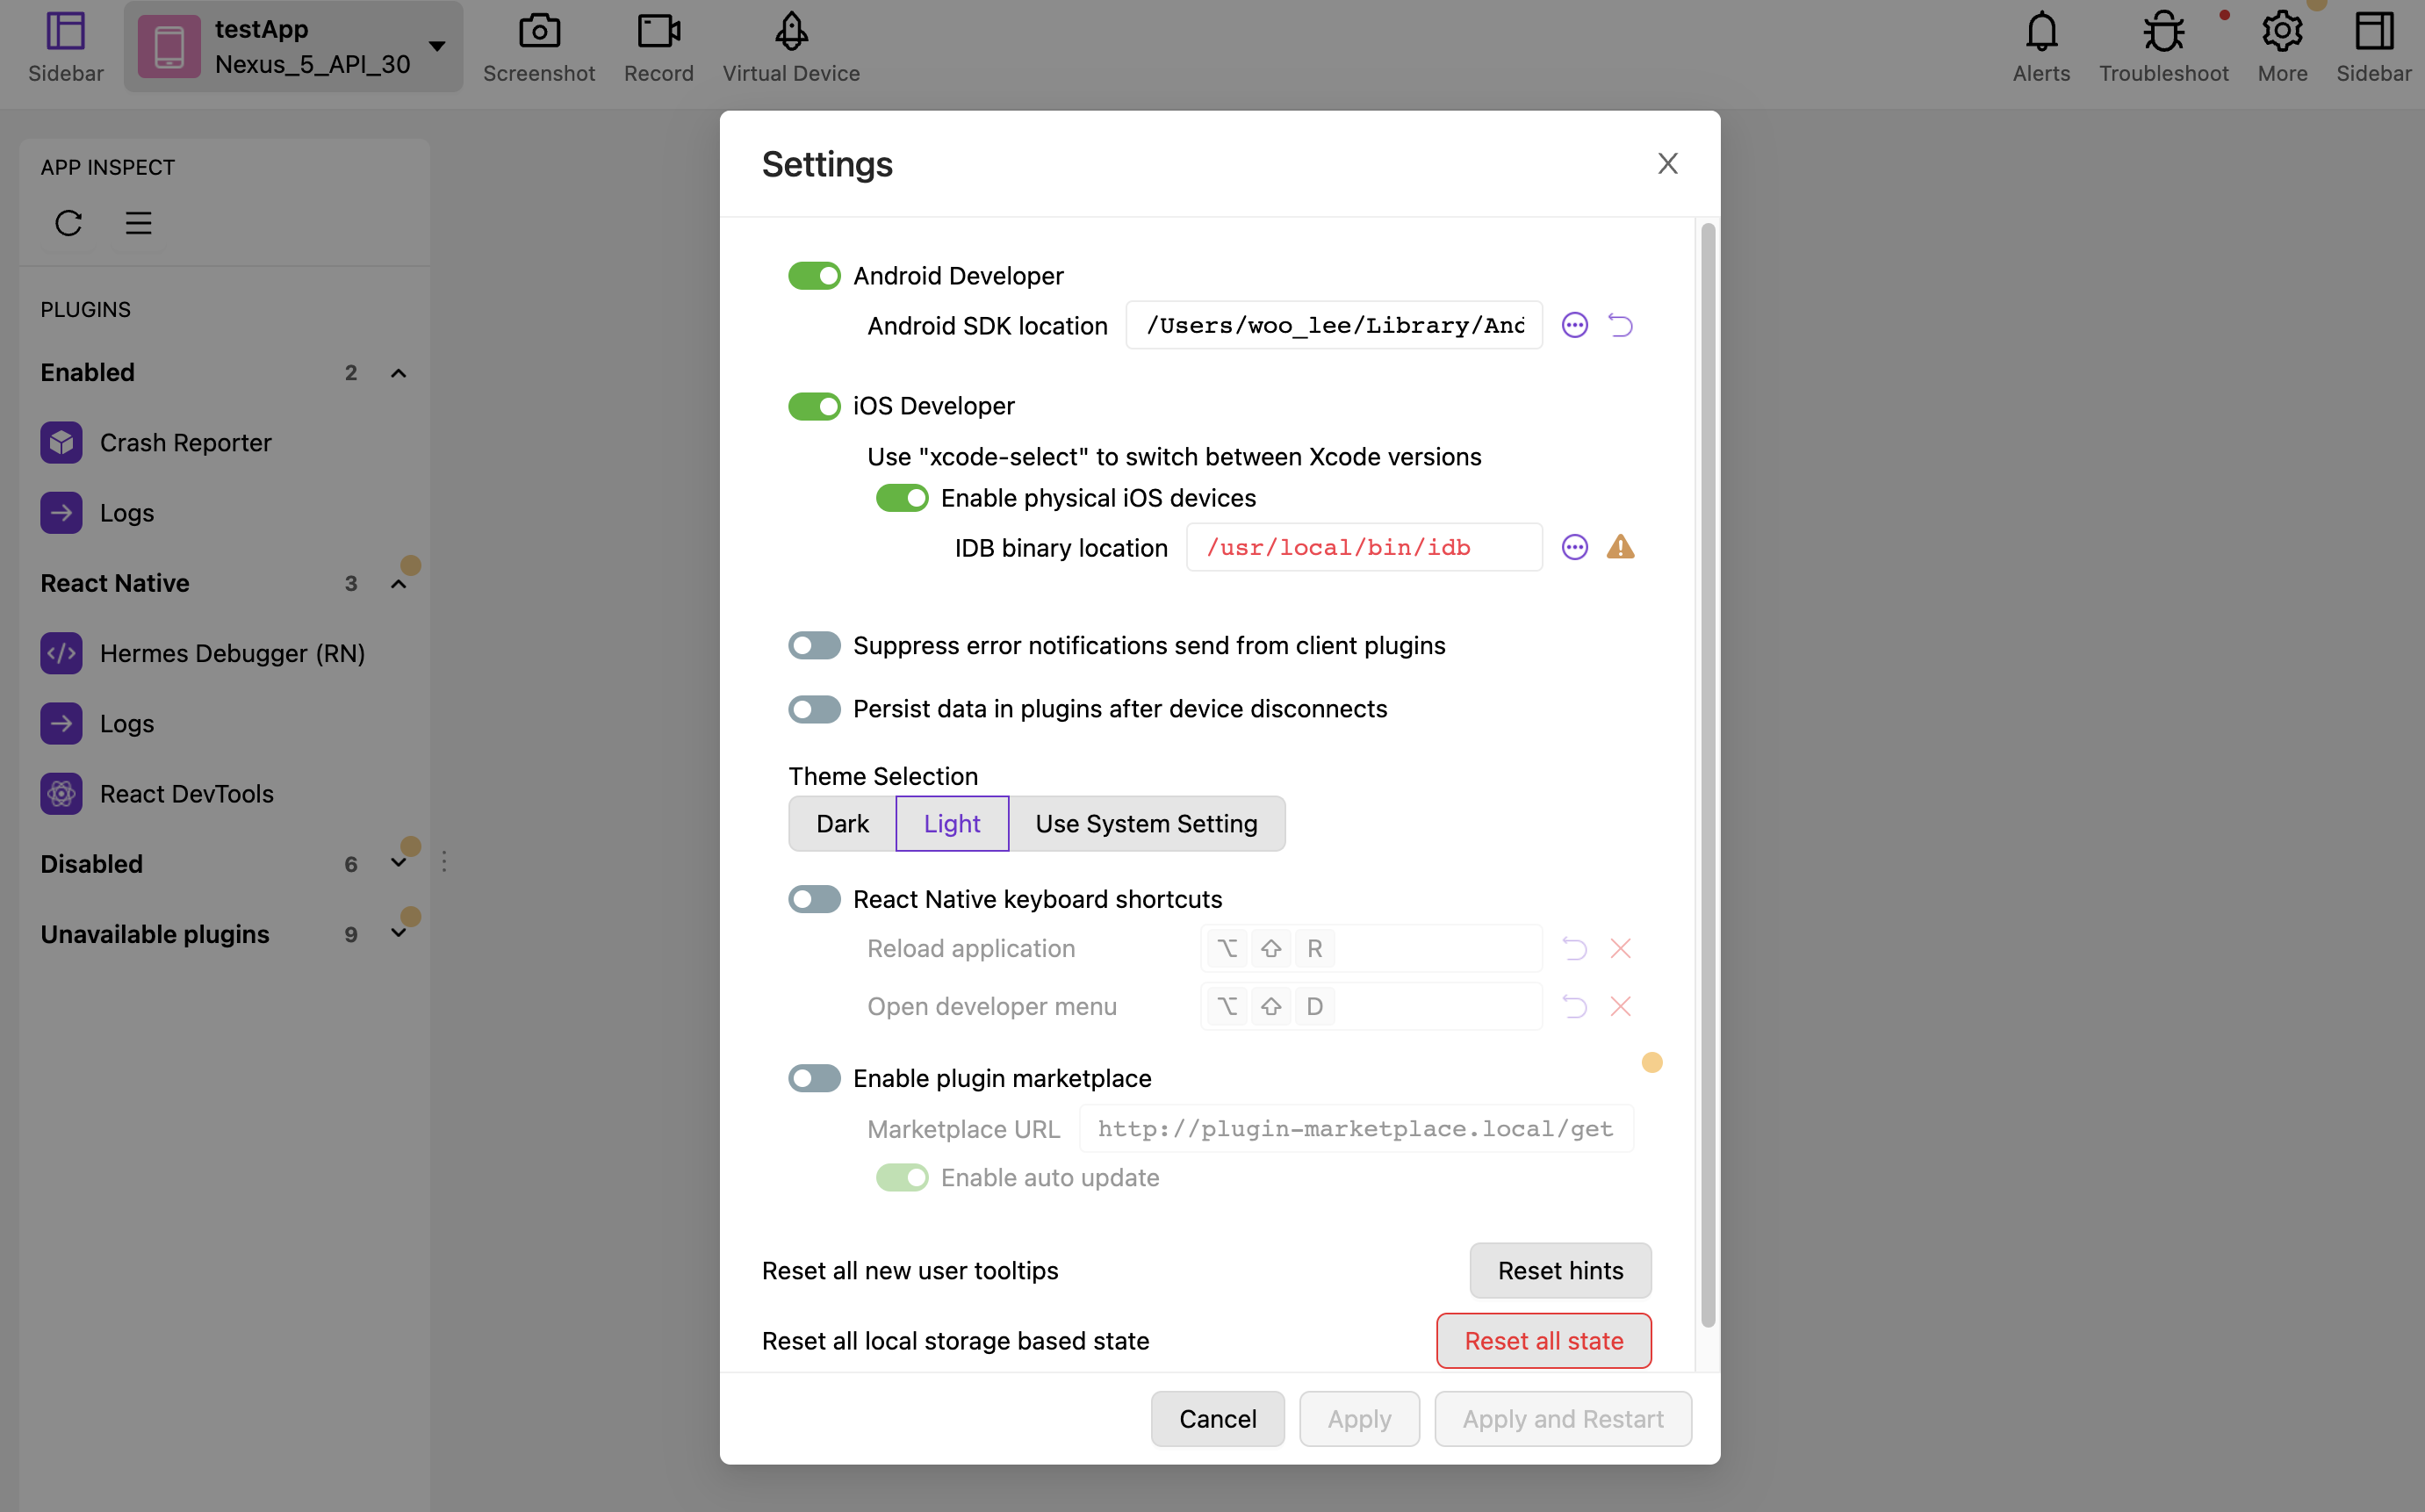 Sidebar
testApp
Nexus_5_API_30
Screenshot
Record
Virtual Device
Alerts
Troubleshoot
More
Sidebar
APP INSPECT
PLUGINS
Enabled 2
Crash Reporter
Logs
React Native 3
Hermes Debugger (RN)
Logs
React DevTools
Disabled 6
Unavailable plugins 9
Settings
Android Developer
Android SDK location /Users/woo_lee/Library/And
iOS Developer
Use "xcode-select" to switch between Xcode versions
Enable physical iOS devices
IDB binary location /usr/local/bin/idb
Suppress error notifications send from client plugins
Persist data in plugins after device disconnects
Theme Selection
Dark Light Use System Setting
React Native keyboard shortcuts
Reload application ⌥ ⇧ R
Open developer menu ⌥ ⇧ D
Enable plugin marketplace
Marketplace URL http://plugin-marketplace.local/get
Enable auto update
Reset all new user tooltips Reset hints
Reset all local storage based state Reset all state
Cancel Apply Apply and Restart